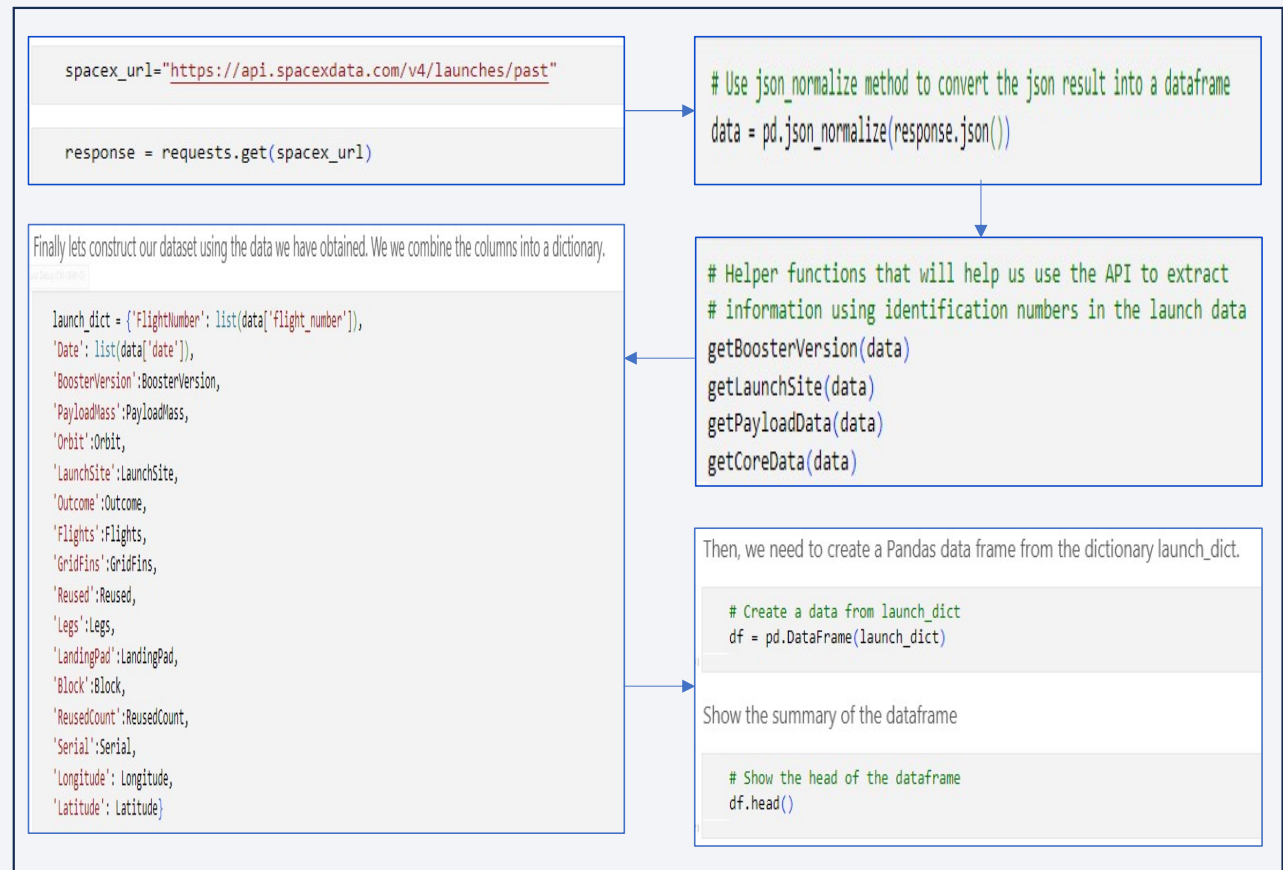 spacex_url="https://api.spacexdata.com/v4/launches/past"
response = requests.get(spacex_url)
# Use json_normalize method to convert the json result into a dataframe
data = pd.json_normalize(response.json())
# Helper functions that will help us use the API to extract
# information using identification numbers in the launch data
getBoosterVersion(data)
getLaunchSite(data)
getPayloadData(data)
getCoreData(data)
Finally lets construct our dataset using the data we have obtained. We we combine the columns into a dictionary.
launch_dict = {'FlightNumber': list(data['flight_number']),
'Date': list(data['date']),
'BoosterVersion':BoosterVersion,
'PayloadMass':PayloadMass,
'Orbit':Orbit,
'LaunchSite':LaunchSite,
'Outcome':Outcome,
'Flights':Flights,
'GridFins':GridFins,
'Reused':Reused,
'Legs':Legs,
'LandingPad':LandingPad,
'Block':Block,
'ReusedCount':ReusedCount,
'Serial':Serial,
'Longitude': Longitude,
'Latitude': Latitude}
Then, we need to create a Pandas data frame from the dictionary launch_dict.
# Create a data from launch_dict
df = pd.DataFrame(launch_dict)
Show the summary of the dataframe
# Show the head of the dataframe
df.head()